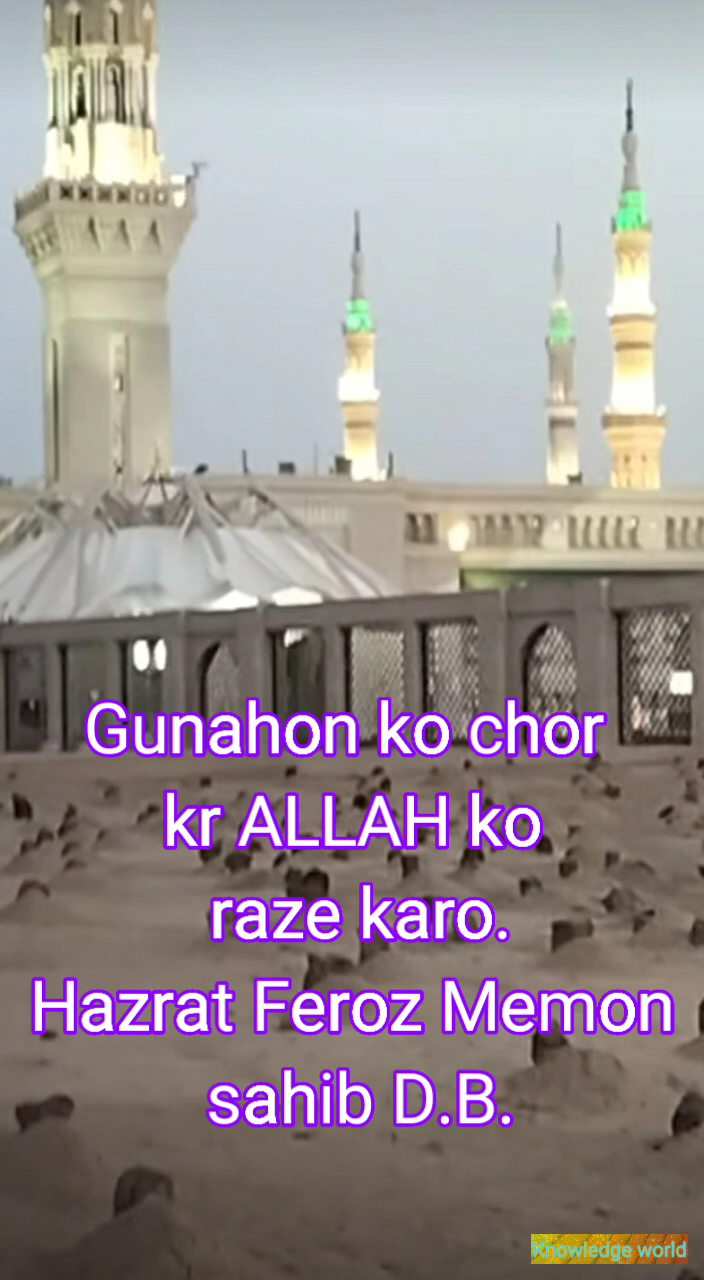 Gunahon ko chor
kr ALLAH ko
raze karo.
Hazrat Feroz Memon
sahib D.B.
Knowledge world